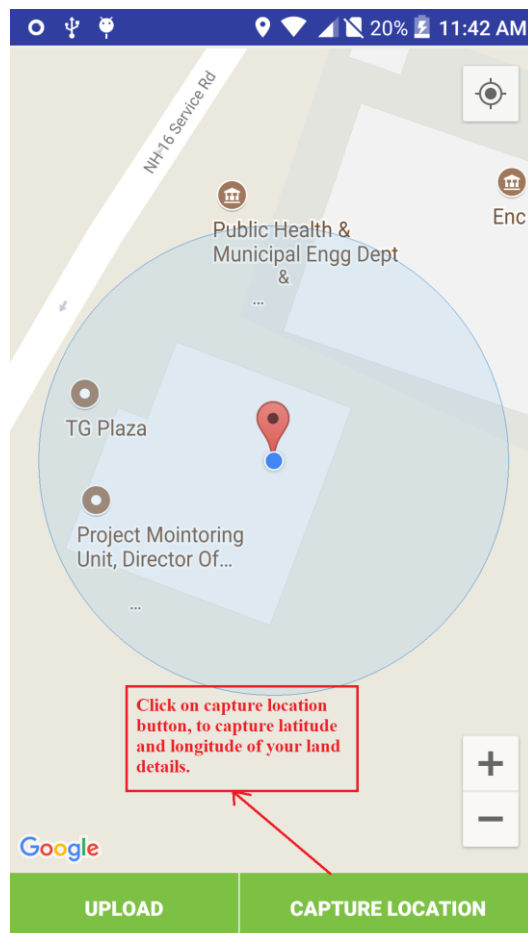 20% 11:42 AM
NH 16 Service Rd
Public Health &
Municipal Engg Dept
&
...
Enc
TG Plaza
Project Mointoring
Unit, Director Of...
...
Click on capture location
button, to capture latitude
and longitude of your land
details.
+
−
Google
UPLOAD
CAPTURE LOCATION